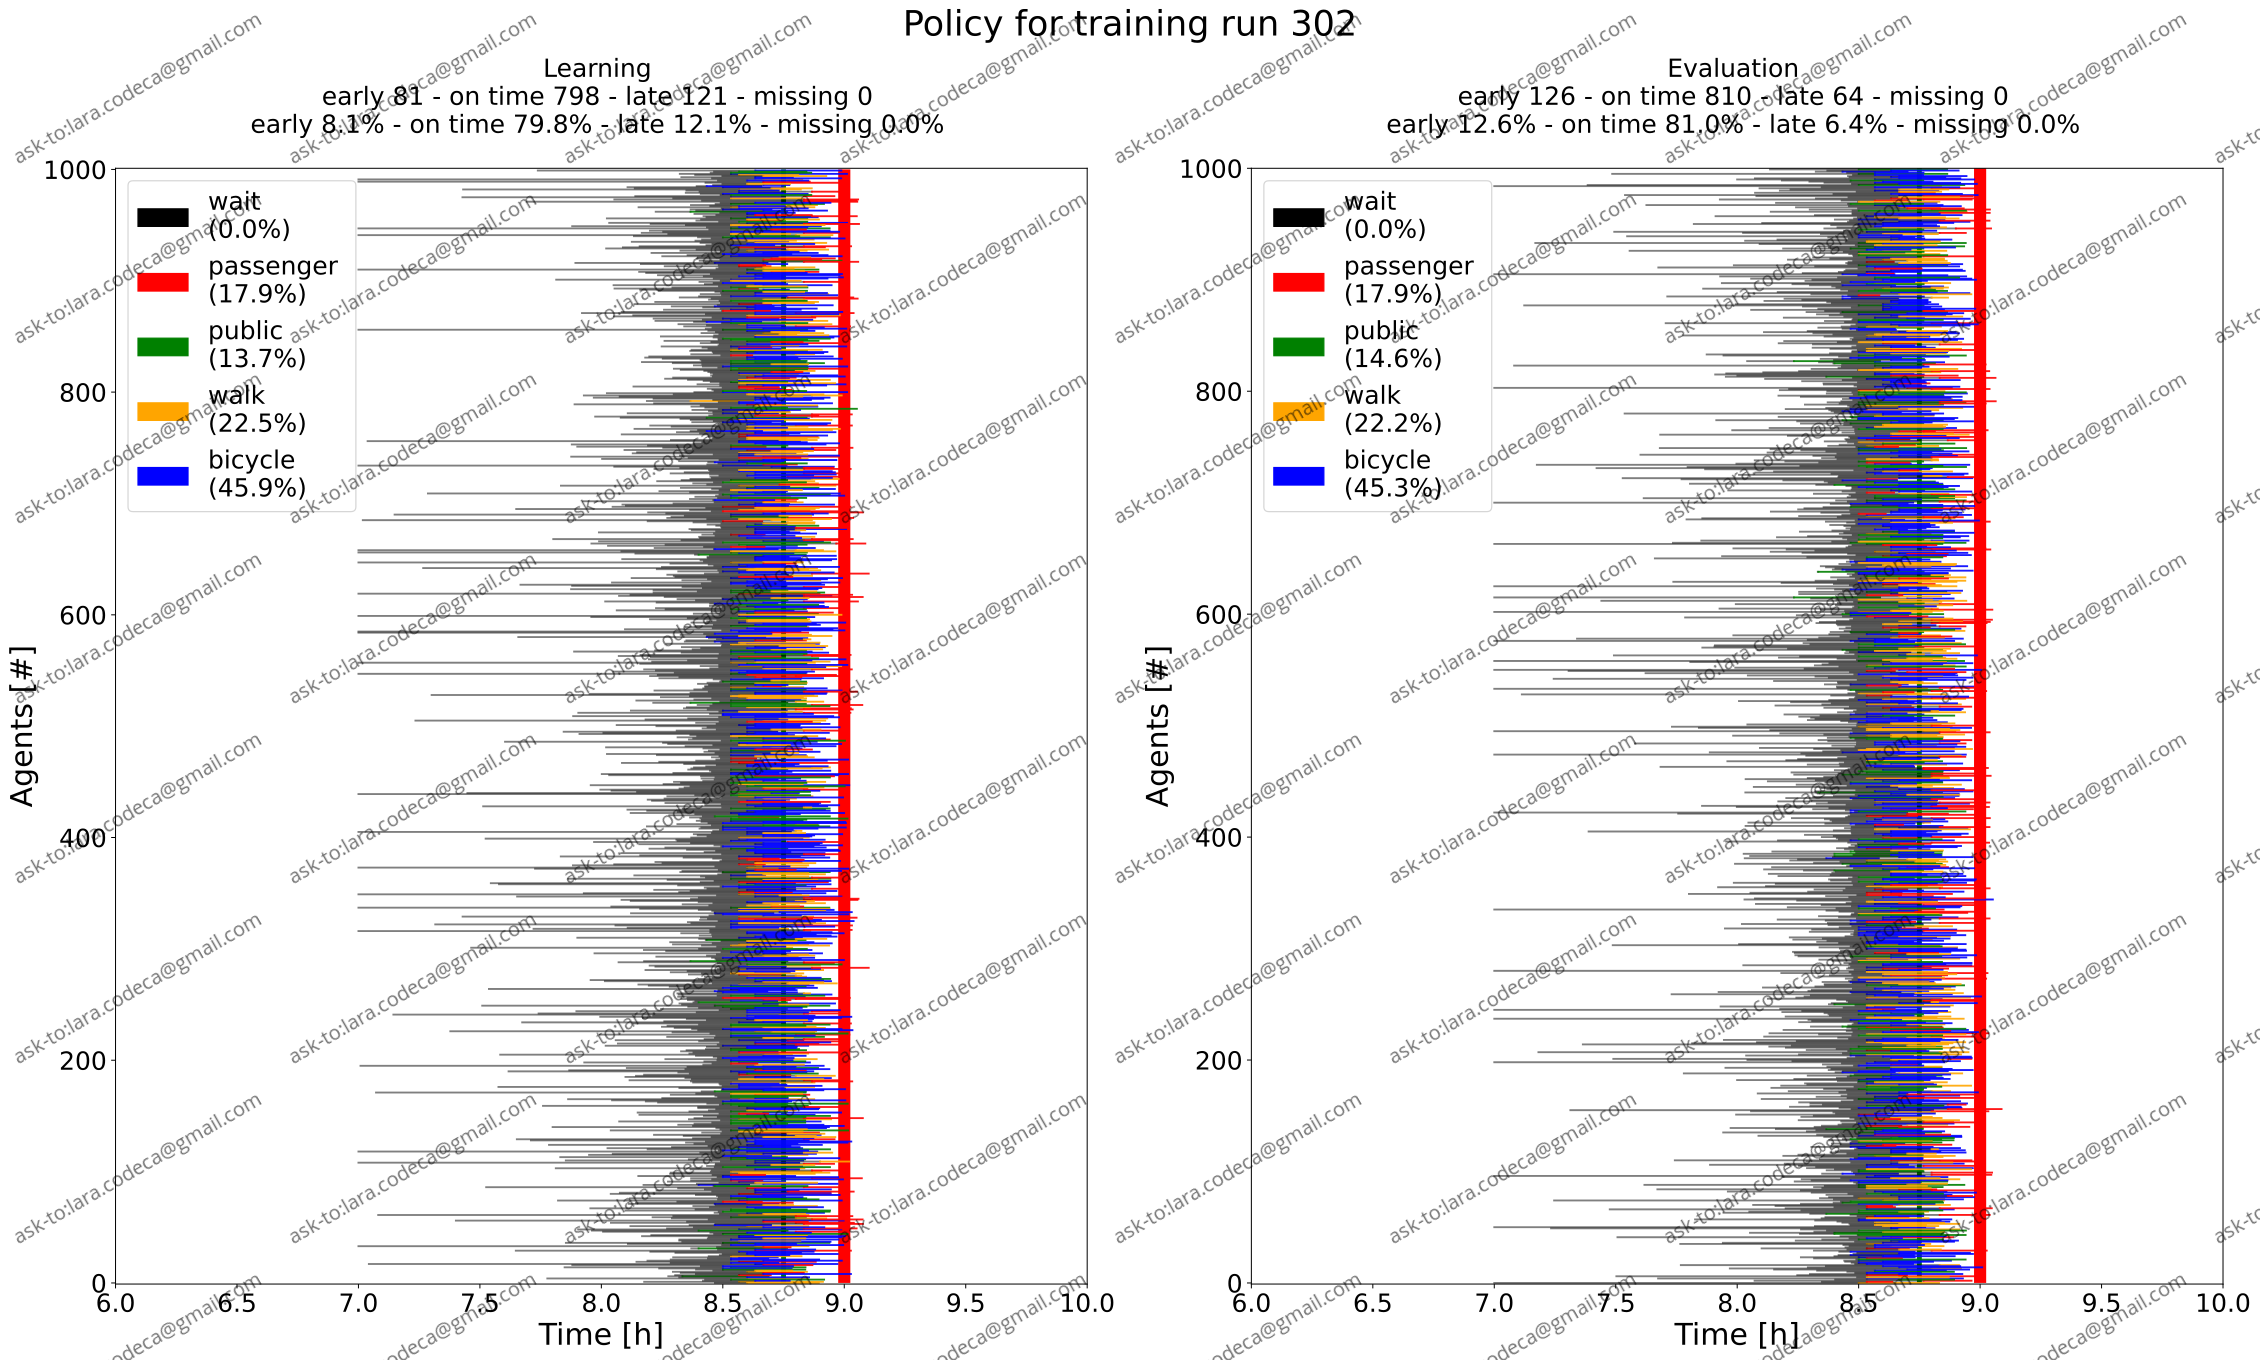 Policy for training run 302
Learning
early 81 - on time 798 - late 121 - missing 0
early 8.1% - on time 79.8% - late 12.1% - missing 0.0%
1000
800
600
400
200
0
Agents [#]
wait
(0.0%)
passenger
(17.9%)
public
(13.7%)
walk
(22.5%)
bicycle
(45.9%)
6.0 6.5 7.0 7.5 8.0 8.5 9.0 9.5 10.0
Time [h]
Evaluation
early 126 - on time 810 - late 64 - missing 0
early 12.6% - on time 81.0% - late 6.4% - missing 0.0%
1000
800
600
400
200
0
Agents [#]
wait
(0.0%)
passenger
(17.9%)
public
(14.6%)
walk
(22.2%)
bicycle
(45.3%)
6.0 6.5 7.0 7.5 8.0 8.5 9.0 9.5 10.0
Time [h]
ask-to:lara.codeca@gmail.com